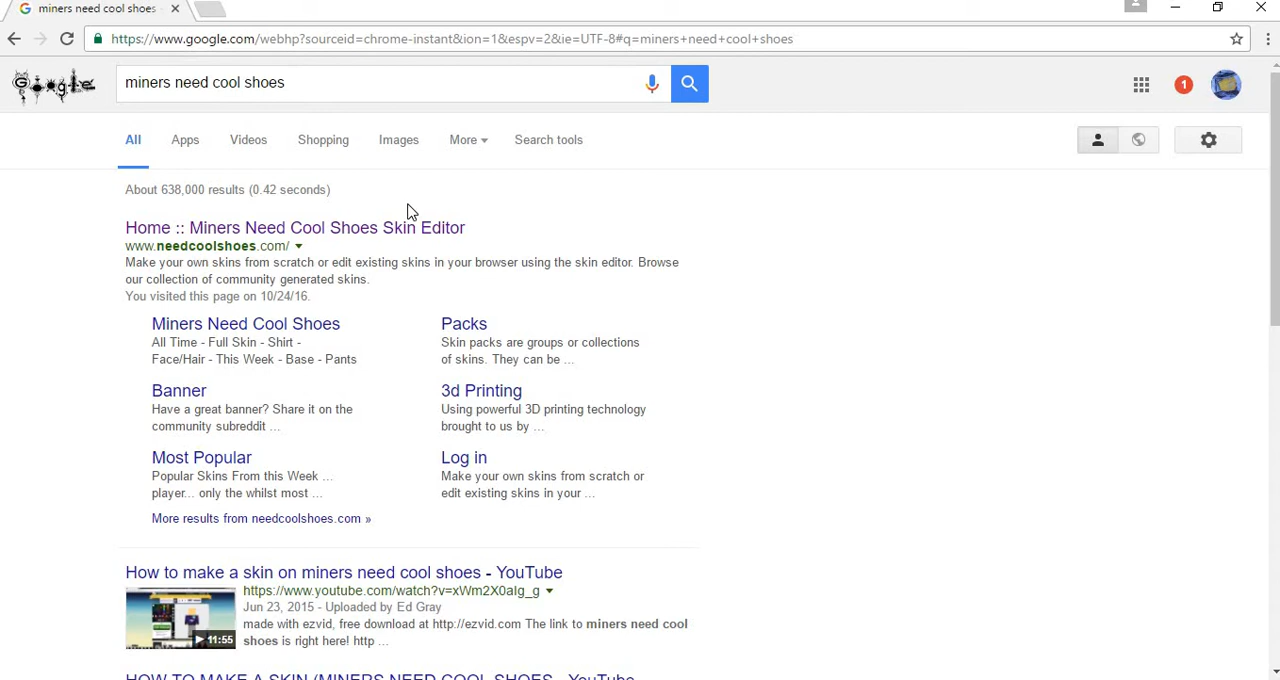 miners need cool shoes
https://www.google.com/webhp?sourceid=chrome-instant&ion=1&espv=2&ie=UTF-8#q=miners+need+cool+shoes
Google
miners need cool shoes
1
All Apps Videos Shopping Images More Search tools
About 638,000 results (0.42 seconds)
Home :: Miners Need Cool Shoes Skin Editor
www.needcoolshoes.com/
Make your own skins from scratch or edit existing skins in your browser using the skin editor. Browse
our collection of community generated skins.
You visited this page on 10/24/16.
Miners Need Cool Shoes
All Time - Full Skin - Shirt -
Face/Hair - This Week - Base - Pants
Packs
Skin packs are groups or collections
of skins. They can be ...
Banner
Have a great banner? Share it on the
community subreddit ...
3d Printing
Using powerful 3D printing technology
brought to us by ...
Most Popular
Popular Skins From this Week ...
player... only the whilst most ...
Log in
Make your own skins from scratch or
edit existing skins in your ...
More results from needcoolshoes.com »
How to make a skin on miners need cool shoes - YouTube
https://www.youtube.com/watch?v=xWm2X0alg_g
Jun 23, 2015 - Uploaded by Ed Gray
made with ezvid, free download at http://ezvid.com The link to miners need cool
shoes is right here! http ...
11:55
HOW TO MAKE A SKIN (MINERS NEED COOL SHOES - YouTube